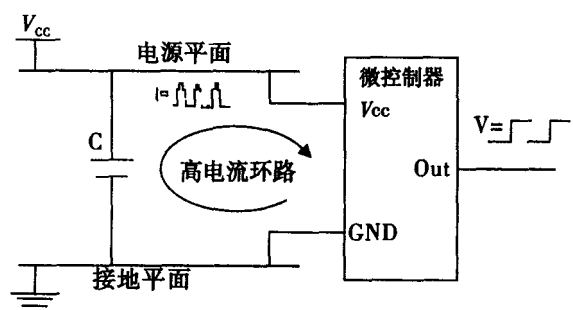 Vcc
电源平面
I=
微控制器
Vcc
V=
C
高电流环路
Out
GND
接地平面